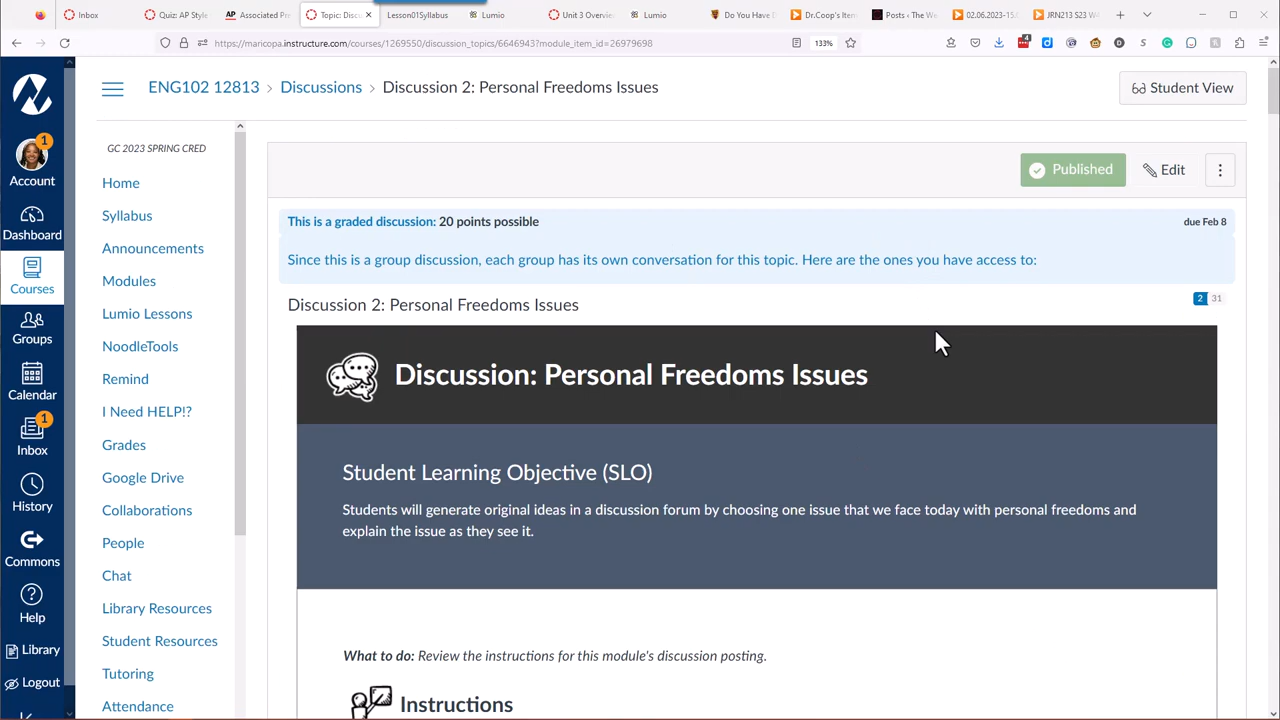 Inbox
Quiz: AP Style
AP Associated Pr
Topic: Discu
Lesson01Syllabus
Lumio
Unit 3 Overvie
Lumio
Do You Have D
Dr.Coop's Item
Posts ‹ The W
02.06.2023-15.
JRN213 S23 W
https://maricopa.instructure.com/courses/1269550/discussion_topics/6646943?module_item_id=26979698
133%
ENG102 12813 › Discussions › Discussion 2: Personal Freedoms Issues
Student View
1
Account
Dashboard
Courses
Groups
Calendar
1
Inbox
History
Commons
Help
Library
Logout
GC 2023 SPRING CRED
Home
Syllabus
Announcements
Modules
Lumio Lessons
NoodleTools
Remind
I Need HELP!?
Grades
Google Drive
Collaborations
People
Chat
Library Resources
Student Resources
Tutoring
Attendance
Published
Edit
This is a graded discussion: 20 points possible
due Feb 8
Since this is a group discussion, each group has its own conversation for this topic. Here are the ones you have access to:
Discussion 2: Personal Freedoms Issues
2 31
Discussion: Personal Freedoms Issues
Student Learning Objective (SLO)
Students will generate original ideas in a discussion forum by choosing one issue that we face today with personal freedoms and
explain the issue as they see it.
What to do: Review the instructions for this module's discussion posting.
Instructions